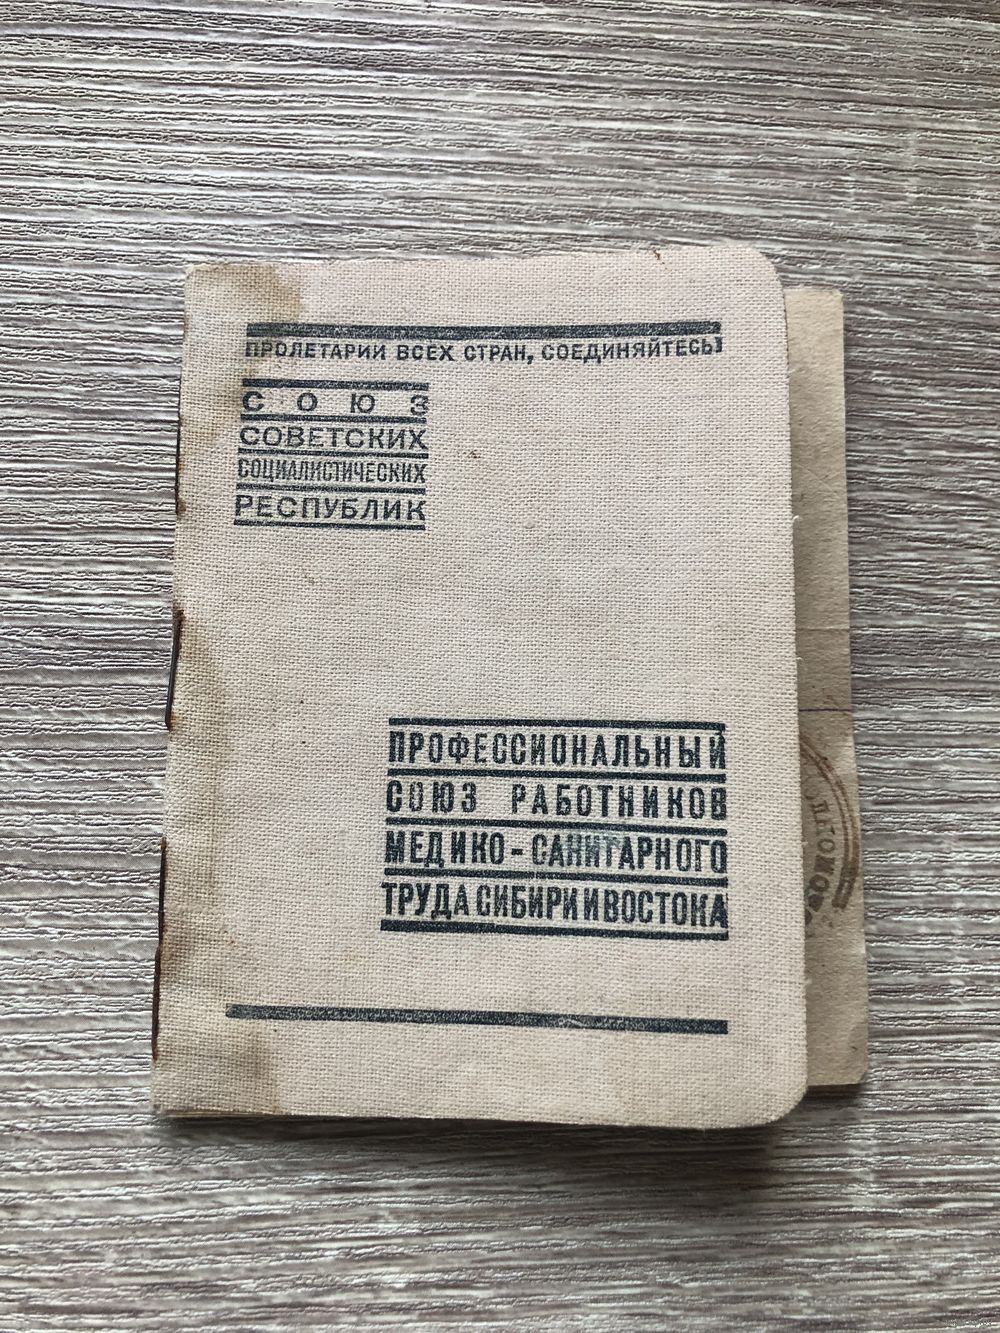 ПРОЛЕТАРИИ ВСЕХ СТРАН, СОЕДИНЯЙТЕСЬ!
СОЮЗ
СОВЕТСКИХ
СОЦИАЛИСТИЧЕСКИХ
РЕСПУБЛИК
ПРОФЕССИОНАЛЬНЫЙ
СОЮЗ РАБОТНИКОВ
МЕДИКО-САНИТАРНОГО
ТРУДА СИБИРИ И ВОСТОКА